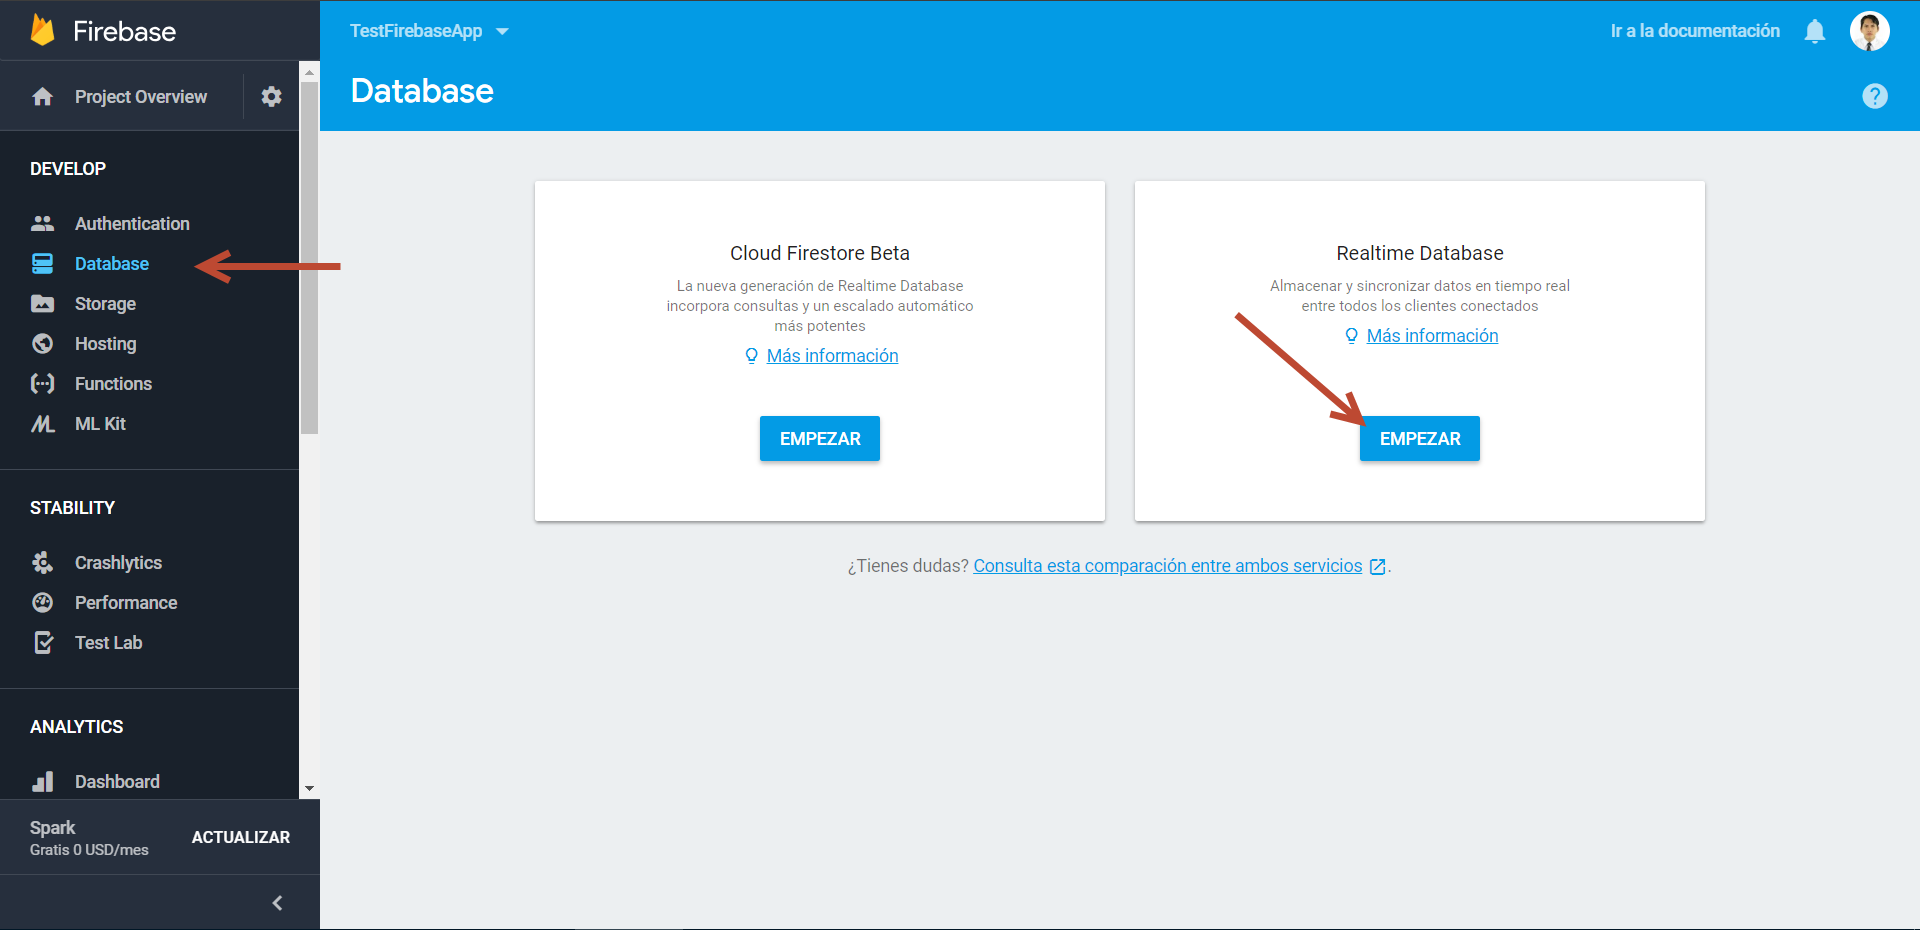 Firebase
TestFirebaseApp
Ir a la documentación
Project Overview
Database
?
DEVELOP
Authentication
Database
Storage
Hosting
Functions
ML Kit
STABILITY
Crashlytics
Performance
Test Lab
ANALYTICS
Dashboard
Spark
Gratis 0 USD/mes
ACTUALIZAR
Cloud Firestore Beta
La nueva generación de Realtime Database
incorpora consultas y un escalado automático
más potentes
Más información
EMPEZAR
Realtime Database
Almacenar y sincronizar datos en tiempo real
entre todos los clientes conectados
Más información
EMPEZAR
¿Tienes dudas? Consulta esta comparación entre ambos servicios .